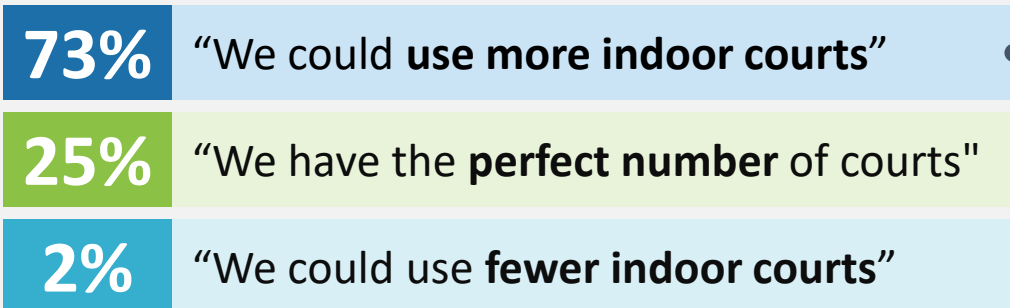 73% “We could use more indoor courts”
25% “We have the perfect number of courts"
2% “We could use fewer indoor courts”